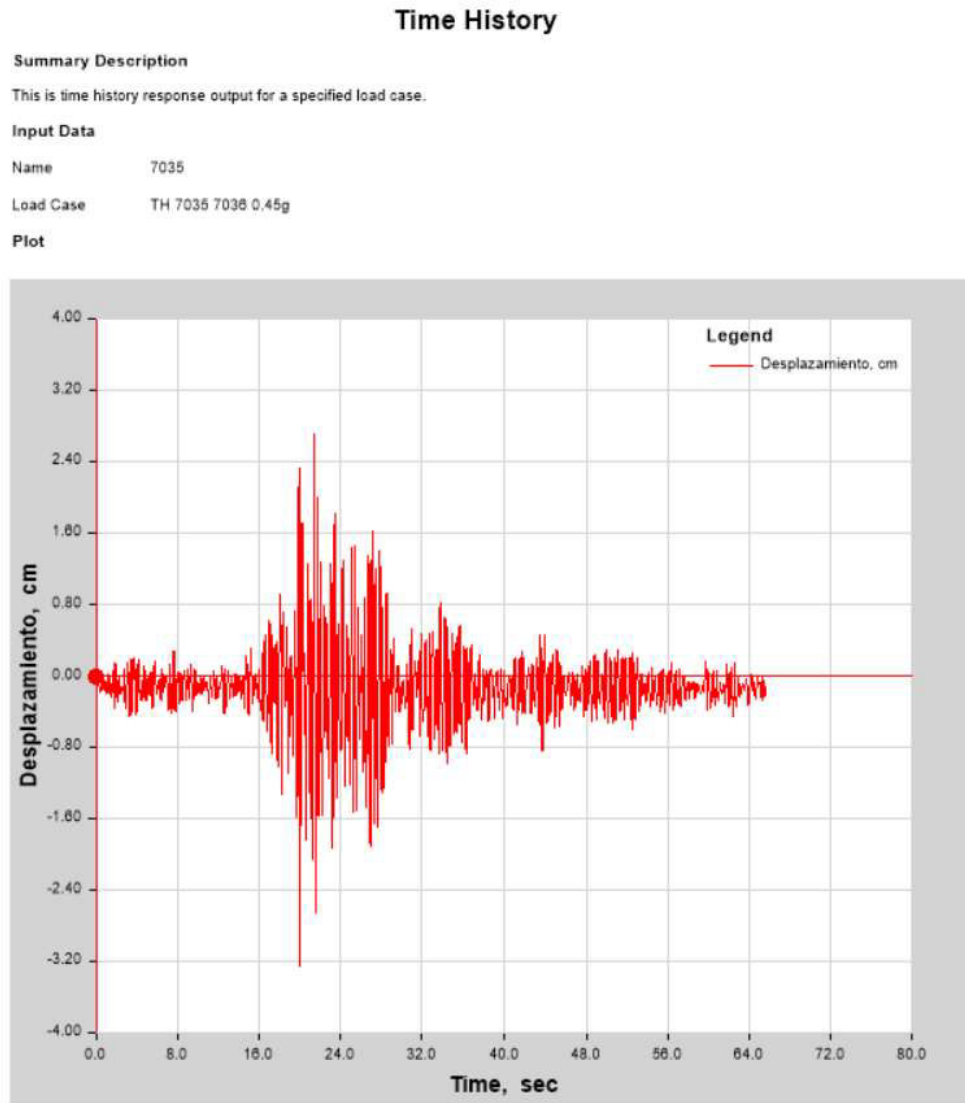 Time History
Summary Description
This is time history response output for a specified load case.
Input Data
Name 7035
Load Case TH 7035 7036 0.45g
Plot
Legend
Desplazamiento, cm
4.00
3.20
2.40
1.60
0.80
0.00
-0.80
-1.60
-2.40
-3.20
-4.00
Desplazamiento, cm
0.0 8.0 16.0 24.0 32.0 40.0 48.0 56.0 64.0 72.0 80.0
Time, sec